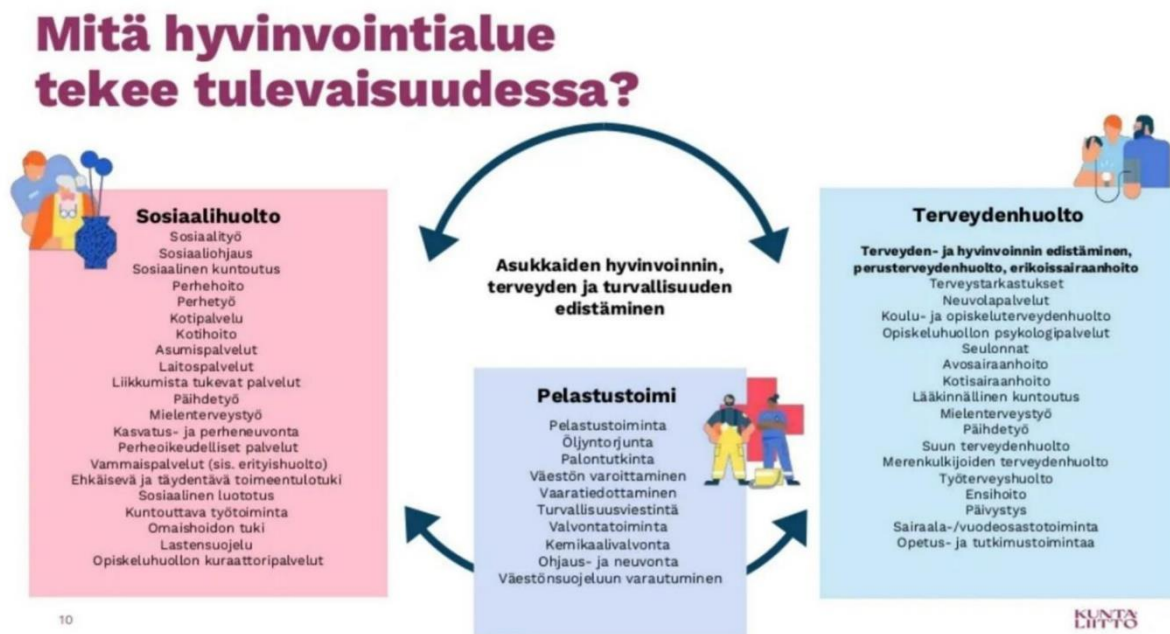 Mitä hyvinvointialue
tekee tulevaisuudessa?
Sosiaalihuolto
Sosiaalityö
Sosiaaliohjaus
Sosiaalinen kuntoutus
Perhehoito
Perhetyö
Kotipalvelu
Kotihoito
Asumispalvelut
Laitospalvelut
Liikkumista tukevat palvelut
Päihdetyö
Mielenterveystyö
Kasvatus- ja perheneuvonta
Perheoikeudelliset palvelut
Vammaispalvelut (sis. erityishuolto)
Ehkäisevä ja täydentävä toimeentulotuki
Sosiaalinen luototus
Kuntouttava työtoiminta
Omaishoidon tuki
Lastensuojelu
Opiskeluhuollon kuraattoripalvelut
Asukkaiden hyvinvoinnin,
terveyden ja turvallisuuden
edistäminen
Pelastustoimi
Pelastustoiminta
Öljyntorjunta
Palontutkinta
Väestön varoittaminen
Vaaratiedottaminen
Turvallisuusviestintä
Valvontatoiminta
Kemikaalivalvonta
Ohjaus- ja neuvonta
Väestönsuojeluun varautuminen
Terveydenhuolto
Terveyden- ja hyvinvoinnin edistäminen,
perusterveydenhuolto, erikoissairaanhoito
Terveystarkastukset
Neuvolapalvelut
Koulu- ja opiskeluterveydenhuolto
Opiskeluhuollon psykologipalvelut
Seulonnat
Avosairaanhoito
Kotisairaanhoito
Lääkinnällinen kuntoutus
Mielenterveystyö
Päihdetyö
Suun terveydenhuolto
Merenkulkijoiden terveydenhuolto
Työterveyshuolto
Ensihoito
Päivystys
Sairaala-/vuodeosastotoiminta
Opetus- ja tutkimustoimintaa
10
KUNTA
LIITTO